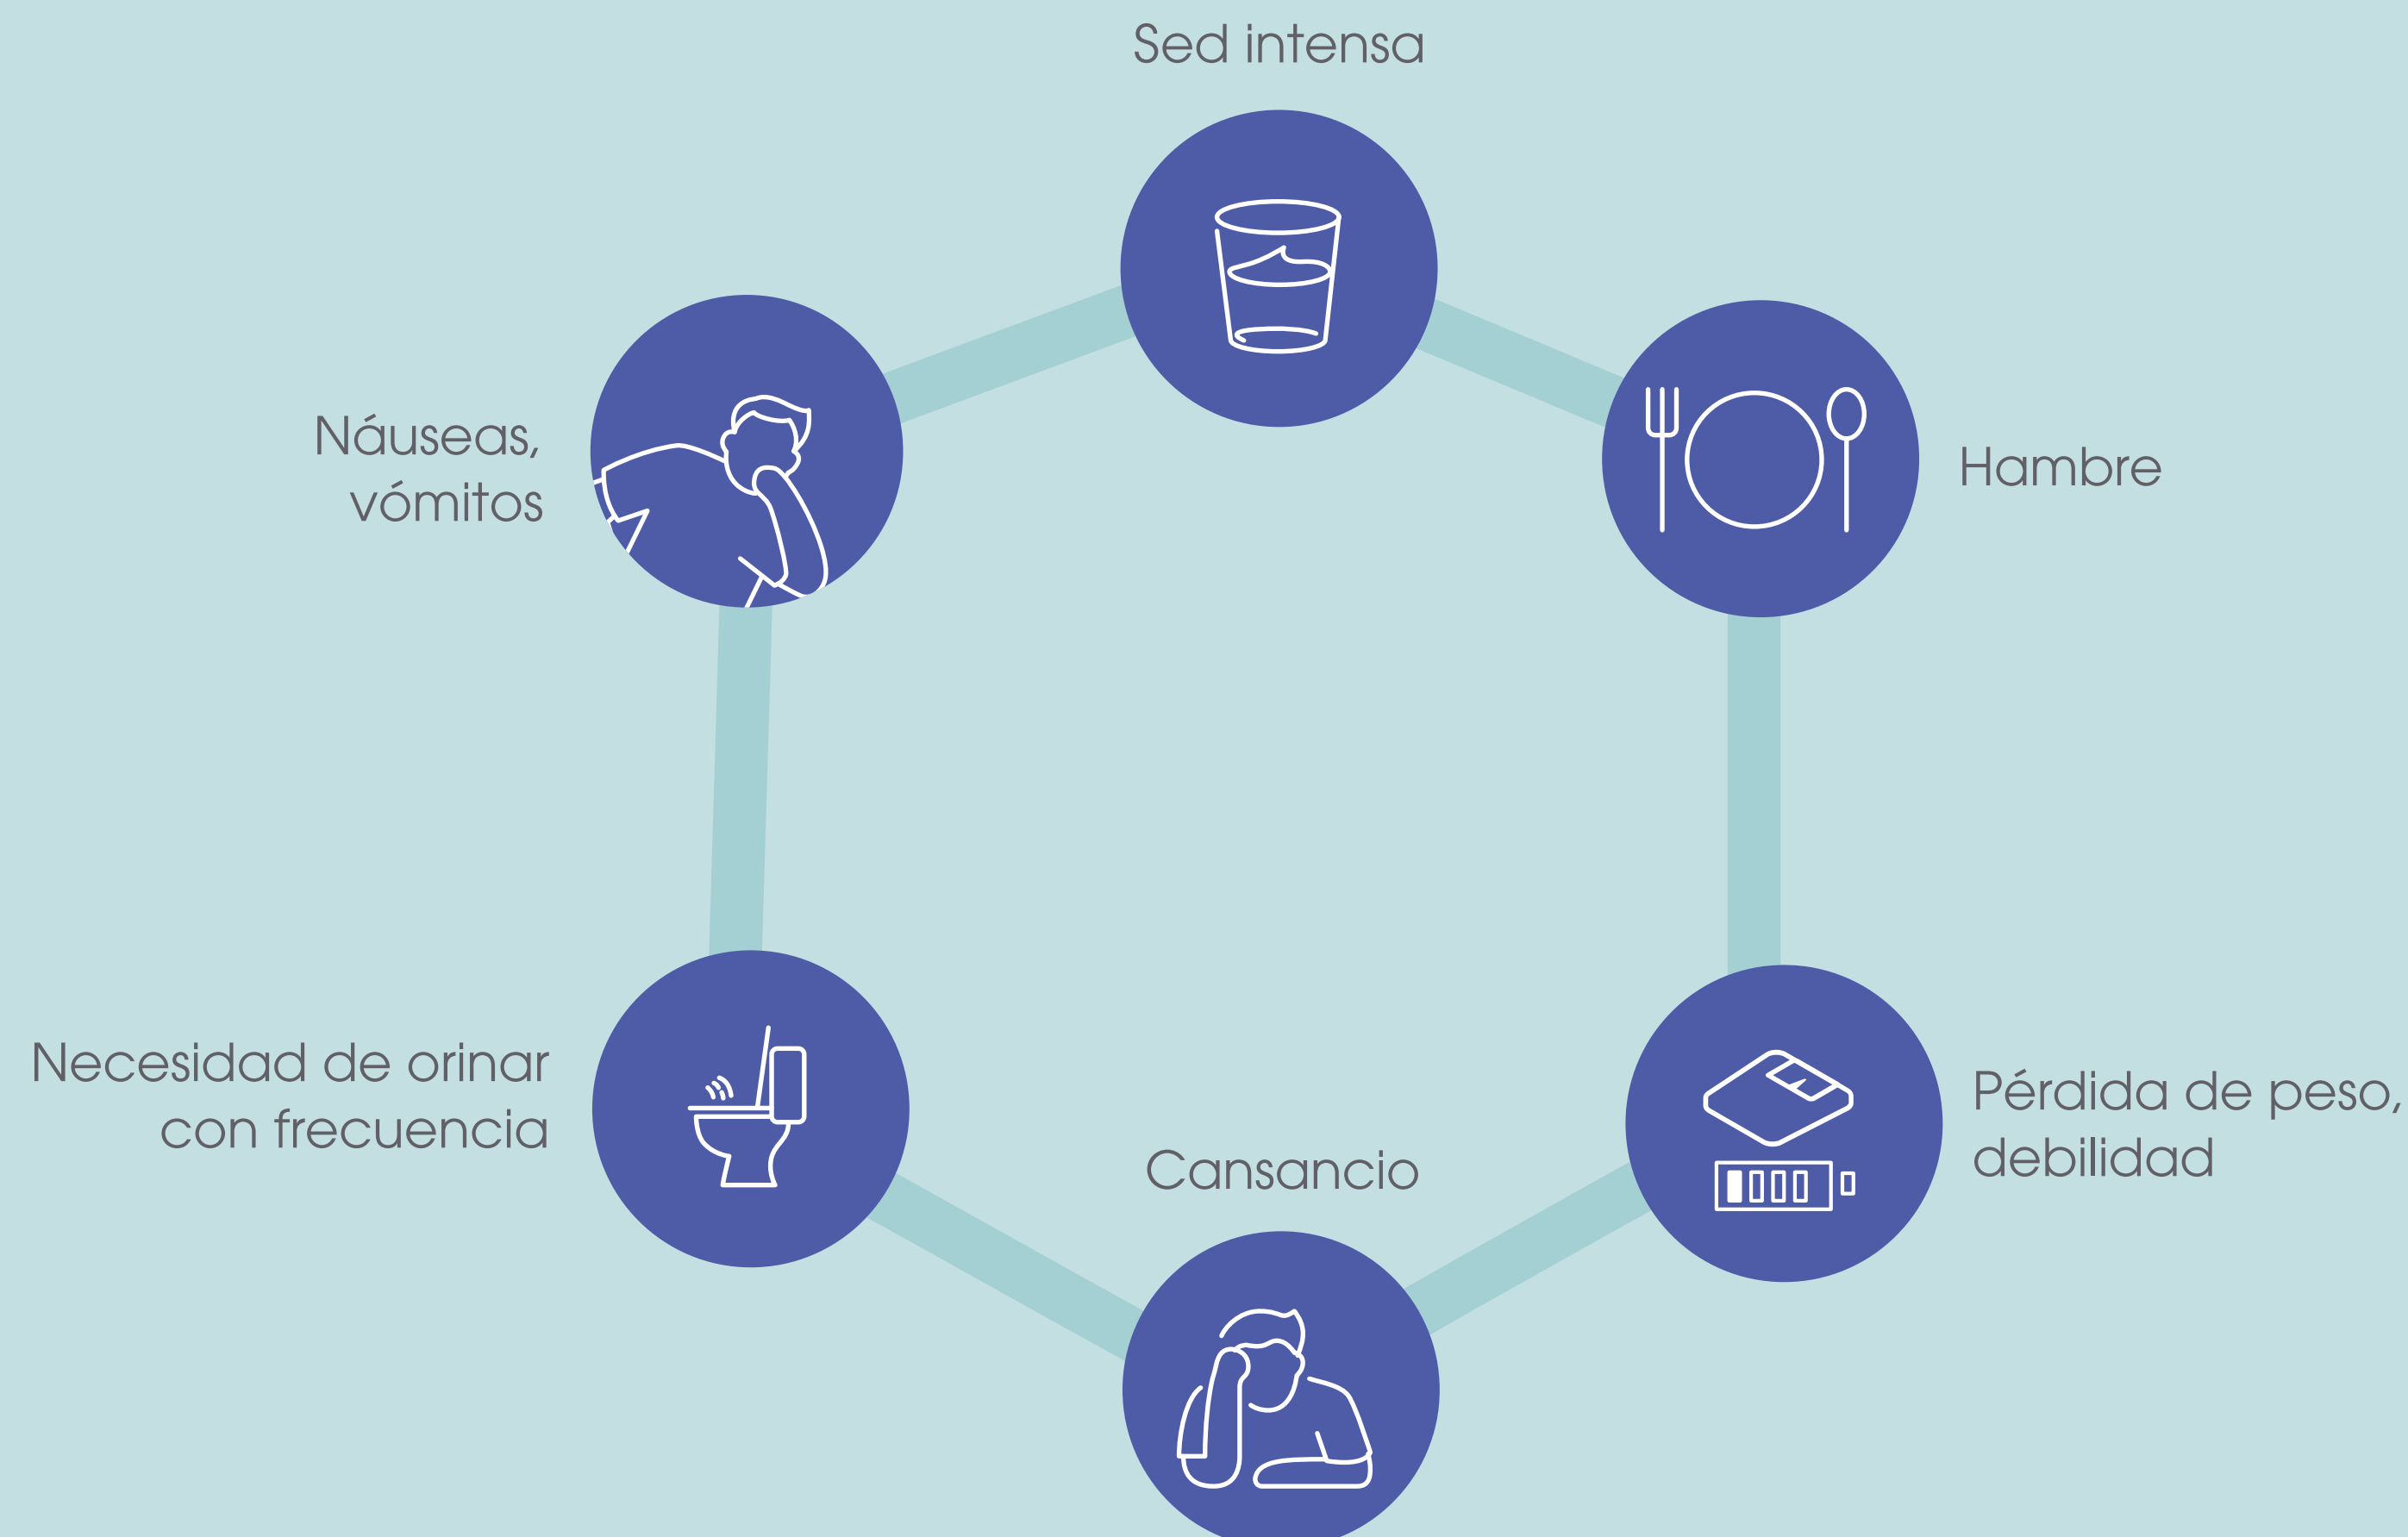 Sed intensa
Náuseas,
vómitos
Hambre
Necesidad de orinar
con frecuencia
Pérdida de peso,
debilidad
Cansancio